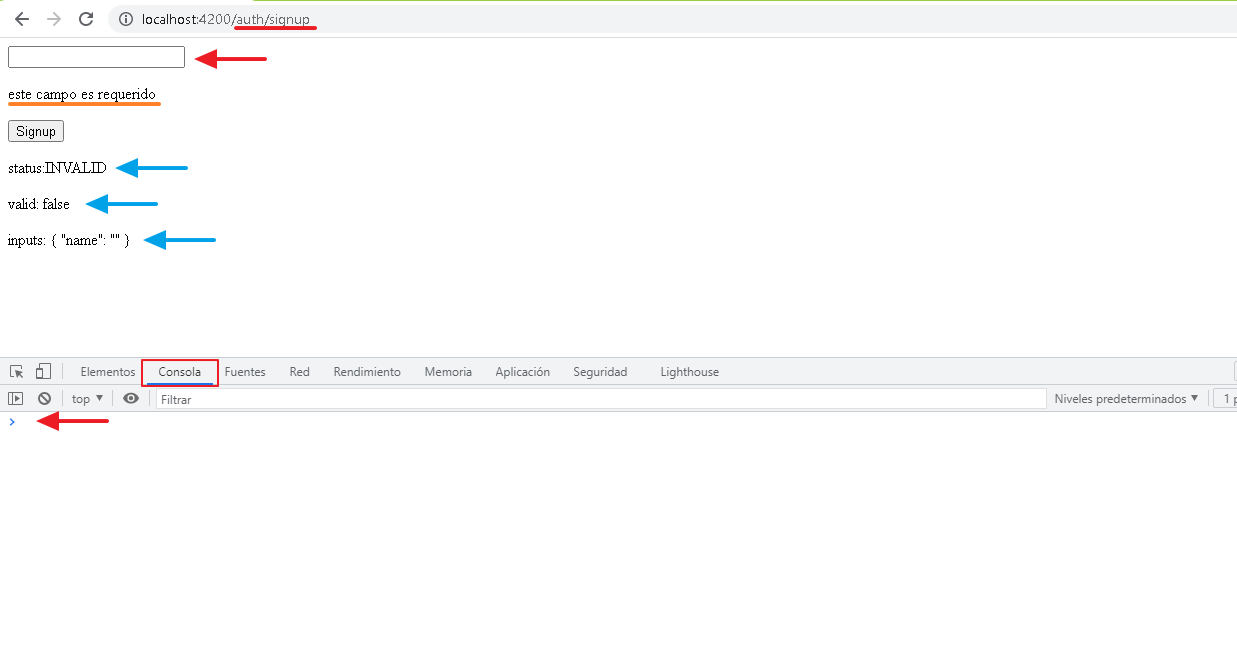 localhost:4200/auth/signup
este campo es requerido
Signup
status:INVALID
valid: false
inputs: { "name": "" }
Elementos Consola Fuentes Red Rendimiento Memoria Aplicación Seguridad Lighthouse
top ▼ Filtrar Niveles predeterminados ▼ 1 p
>